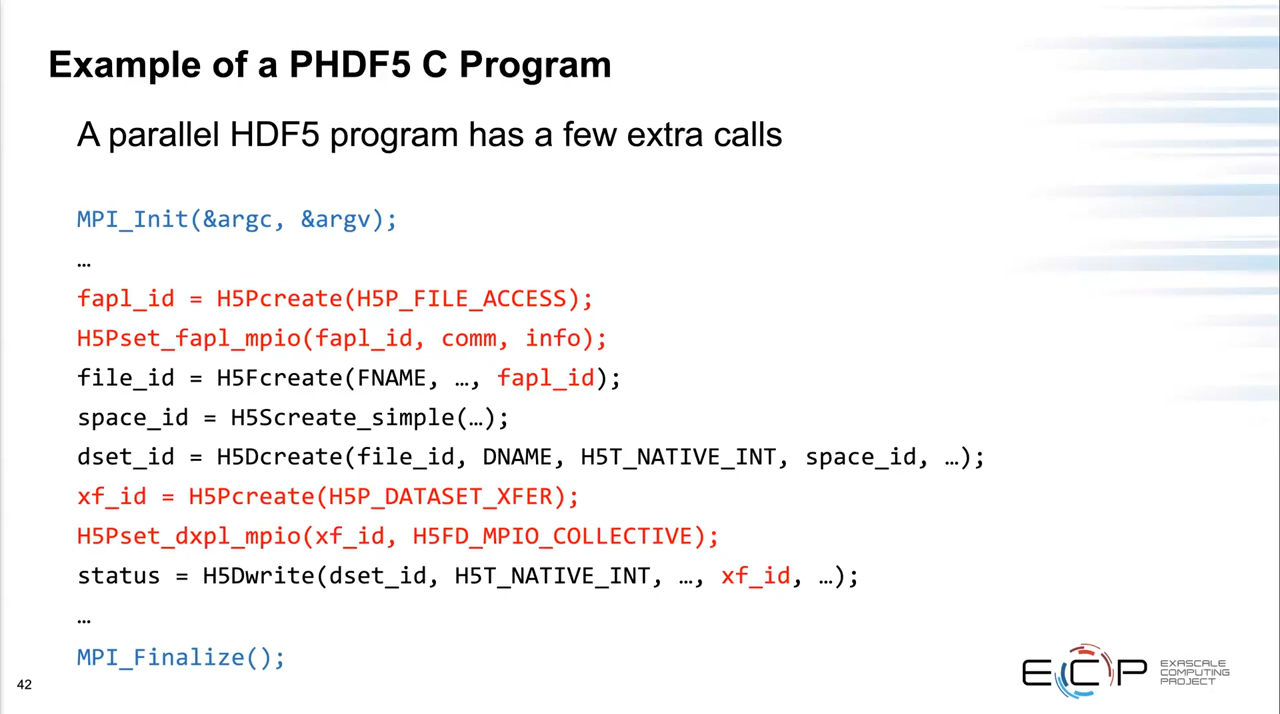 Example of a PHDF5 C Program
A parallel HDF5 program has a few extra calls
MPI_Init(&argc, &argv);
…
fapl_id = H5Pcreate(H5P_FILE_ACCESS);
H5Pset_fapl_mpio(fapl_id, comm, info);
file_id = H5Fcreate(FNAME, …, fapl_id);
space_id = H5Screate_simple(…);
dset_id = H5Dcreate(file_id, DNAME, H5T_NATIVE_INT, space_id, …);
xf_id = H5Pcreate(H5P_DATASET_XFER);
H5Pset_dxpl_mpio(xf_id, H5FD_MPIO_COLLECTIVE);
status = H5Dwrite(dset_id, H5T_NATIVE_INT, …, xf_id, …);
…
MPI_Finalize();
42
ECP
EXASCALE
COMPUTING
PROJECT